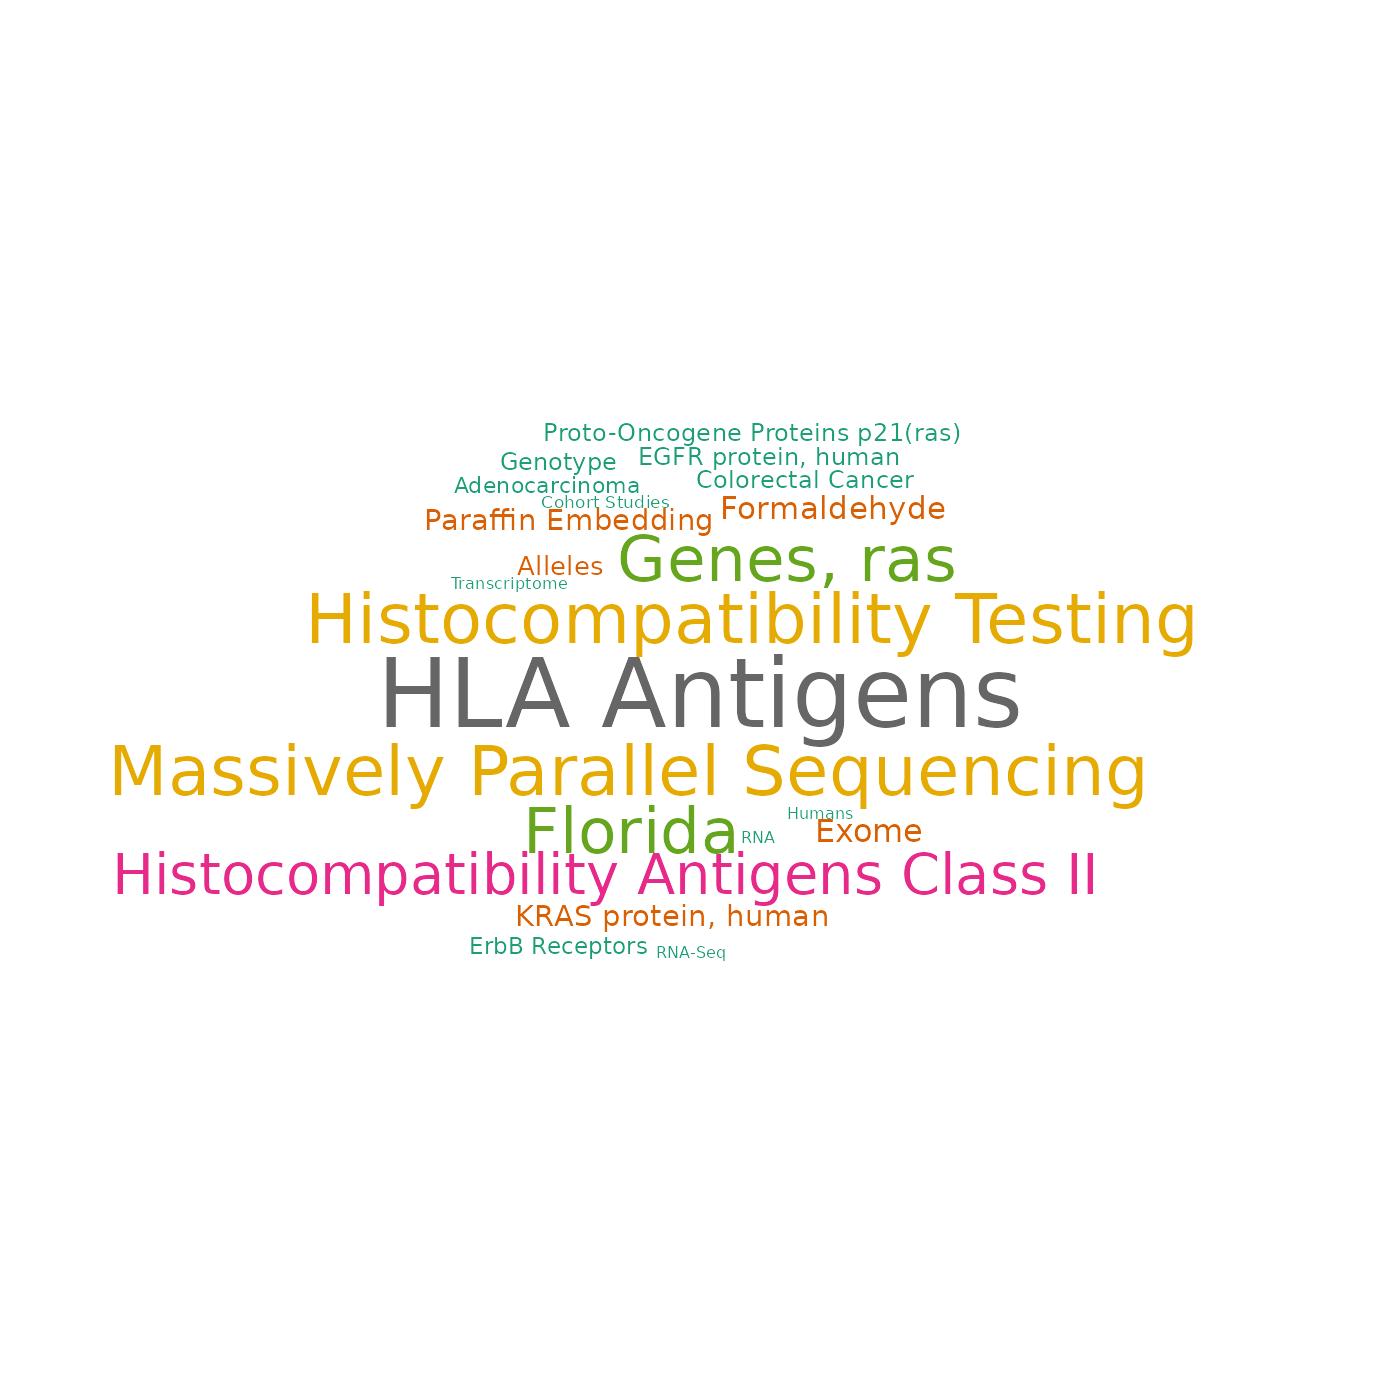 Proto-Oncogene Proteins p21(ras)
Genotype
EGFR protein, human
Adenocarcinoma
Colorectal Cancer
Cohort Studies
Paraffin Embedding
Formaldehyde
Genes, ras
Alleles
Transcriptome
Histocompatibility Testing
HLA Antigens
Massively Parallel Sequencing
Florida
Humans
RNA
Exome
Histocompatibility Antigens Class II
KRAS protein, human
ErbB Receptors
RNA-Seq